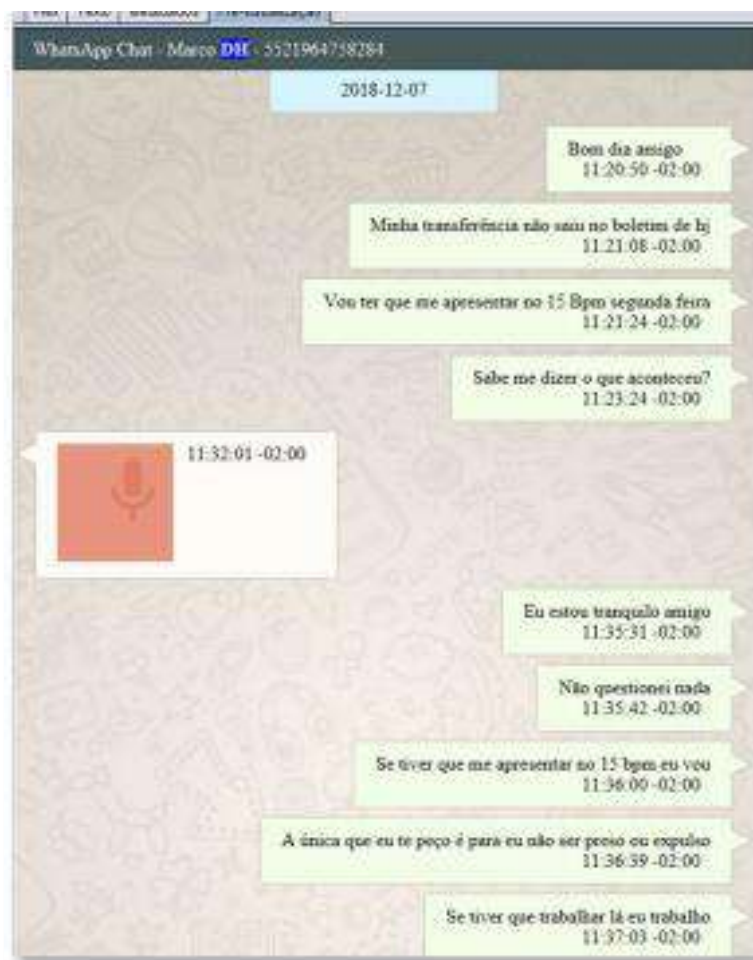 WhatsApp Chat - Marco DH - 5521964758284
2018-12-07
Bom dia amigo
11:20:50 -02:00
Minha transferência não saiu no boletim de hj
11:21:08 -02:00
Vou ter que me apresentar no 15 Bpm segunda feira
11:21:24 -02:00
Sabe me dizer o que aconteceu?
11:23:24 -02:00
11:32:01 -02:00
Eu estou tranquilo amigo
11:35:31 -02:00
Não questionei nada
11:35:42 -02:00
Se tiver que me apresentar no 15 bpm eu vou
11:36:00 -02:00
A única que eu te peço é para eu não ser preso ou expulso
11:36:39 -02:00
Se tiver que trabalhar lá eu trabalho
11:37:03 -02:00